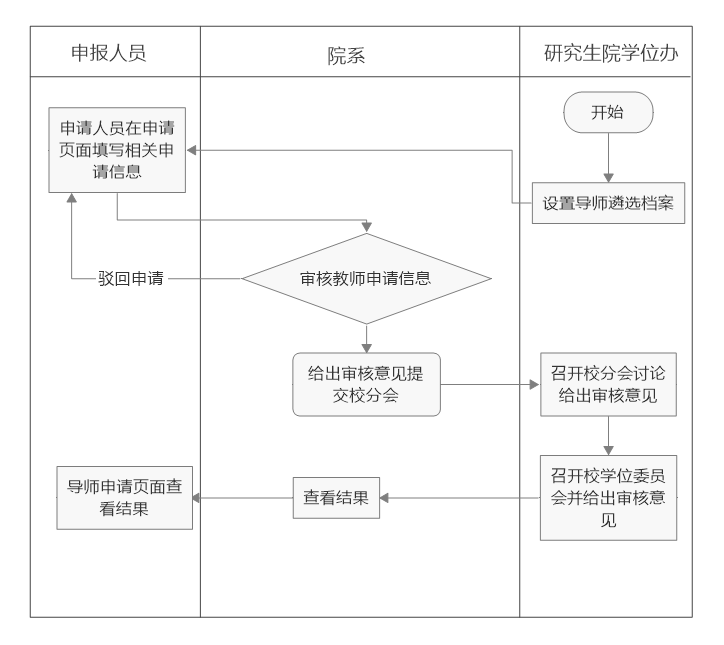 申报人员
院系
研究生院学位办
开始
设置导师遴选档案
申请人员在申请
页面填写相关申
请信息
审核教师申请信息
驳回申请
给出审核意见提
交校分会
召开校分会讨论
给出审核意见
召开校学位委员
会并给出审核意
见
查看结果
导师申请页面查
看结果